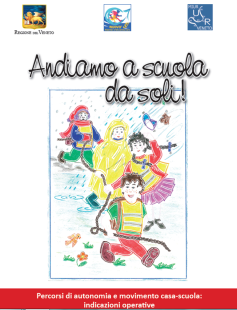 REGIONE DEL VENETO
Andiamo a scuola
da soli!
Percorsi di autonomia e movimento casa-scuola:
indicazioni operative